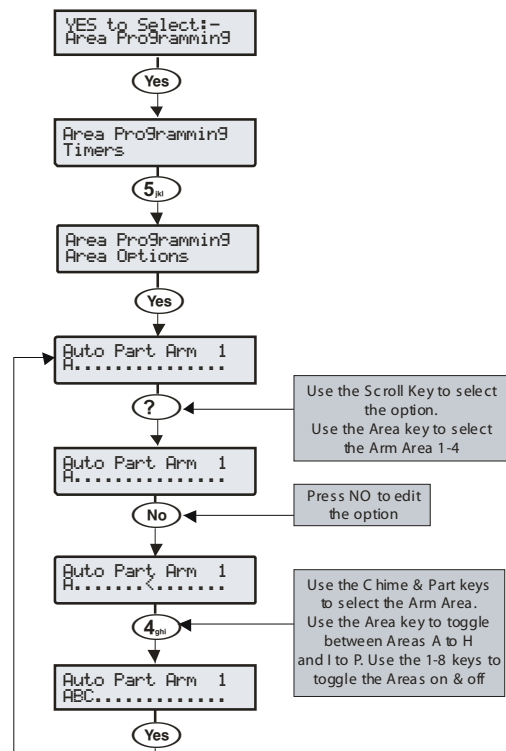 YES to Select:-
Area Programming
Yes
Area Programming
Timers
5jkl
Area Programming
Area Options
Yes
Auto Part Arm 1
A...............
?
Use the Scroll Key to select
the option.
Use the Area key to select
the Arm Area 1-4
Auto Part Arm 1
A...............
No
Press NO to edit
the option
Auto Part Arm 1
A.......<.......
4ghi
Use the Chime & Part keys
to select the Arm Area.
Use the Area key to toggle
between Areas A to H
and I to P. Use the 1-8 keys to
toggle the Areas on & off
Auto Part Arm 1
ABC.............
Yes